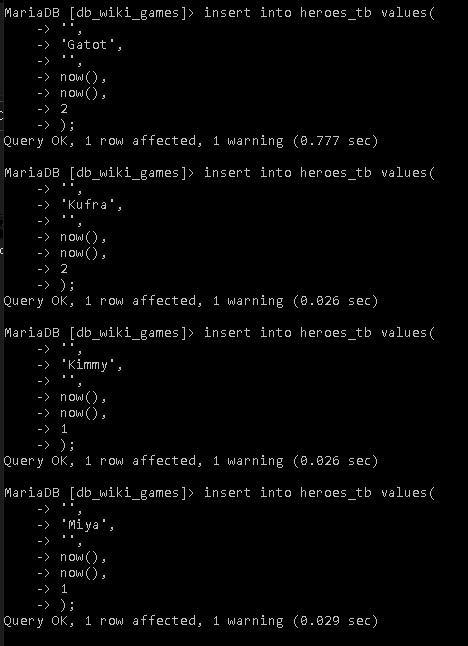 MariaDB [db_wiki_games]> insert into heroes_tb values(
-> '',
-> 'Gatot',
-> '',
-> now(),
-> now(),
-> 2
-> );
Query OK, 1 row affected, 1 warning (0.777 sec)
MariaDB [db_wiki_games]> insert into heroes_tb values(
-> '',
-> 'Kufra',
-> '',
-> now(),
-> now(),
-> 2
-> );
Query OK, 1 row affected, 1 warning (0.026 sec)
MariaDB [db_wiki_games]> insert into heroes_tb values(
-> '',
-> 'Kimmy',
-> '',
-> now(),
-> now(),
-> 1
-> );
Query OK, 1 row affected, 1 warning (0.026 sec)
MariaDB [db_wiki_games]> insert into heroes_tb values(
-> '',
-> 'Miya',
-> '',
-> now(),
-> now(),
-> 1
-> );
Query OK, 1 row affected, 1 warning (0.029 sec)